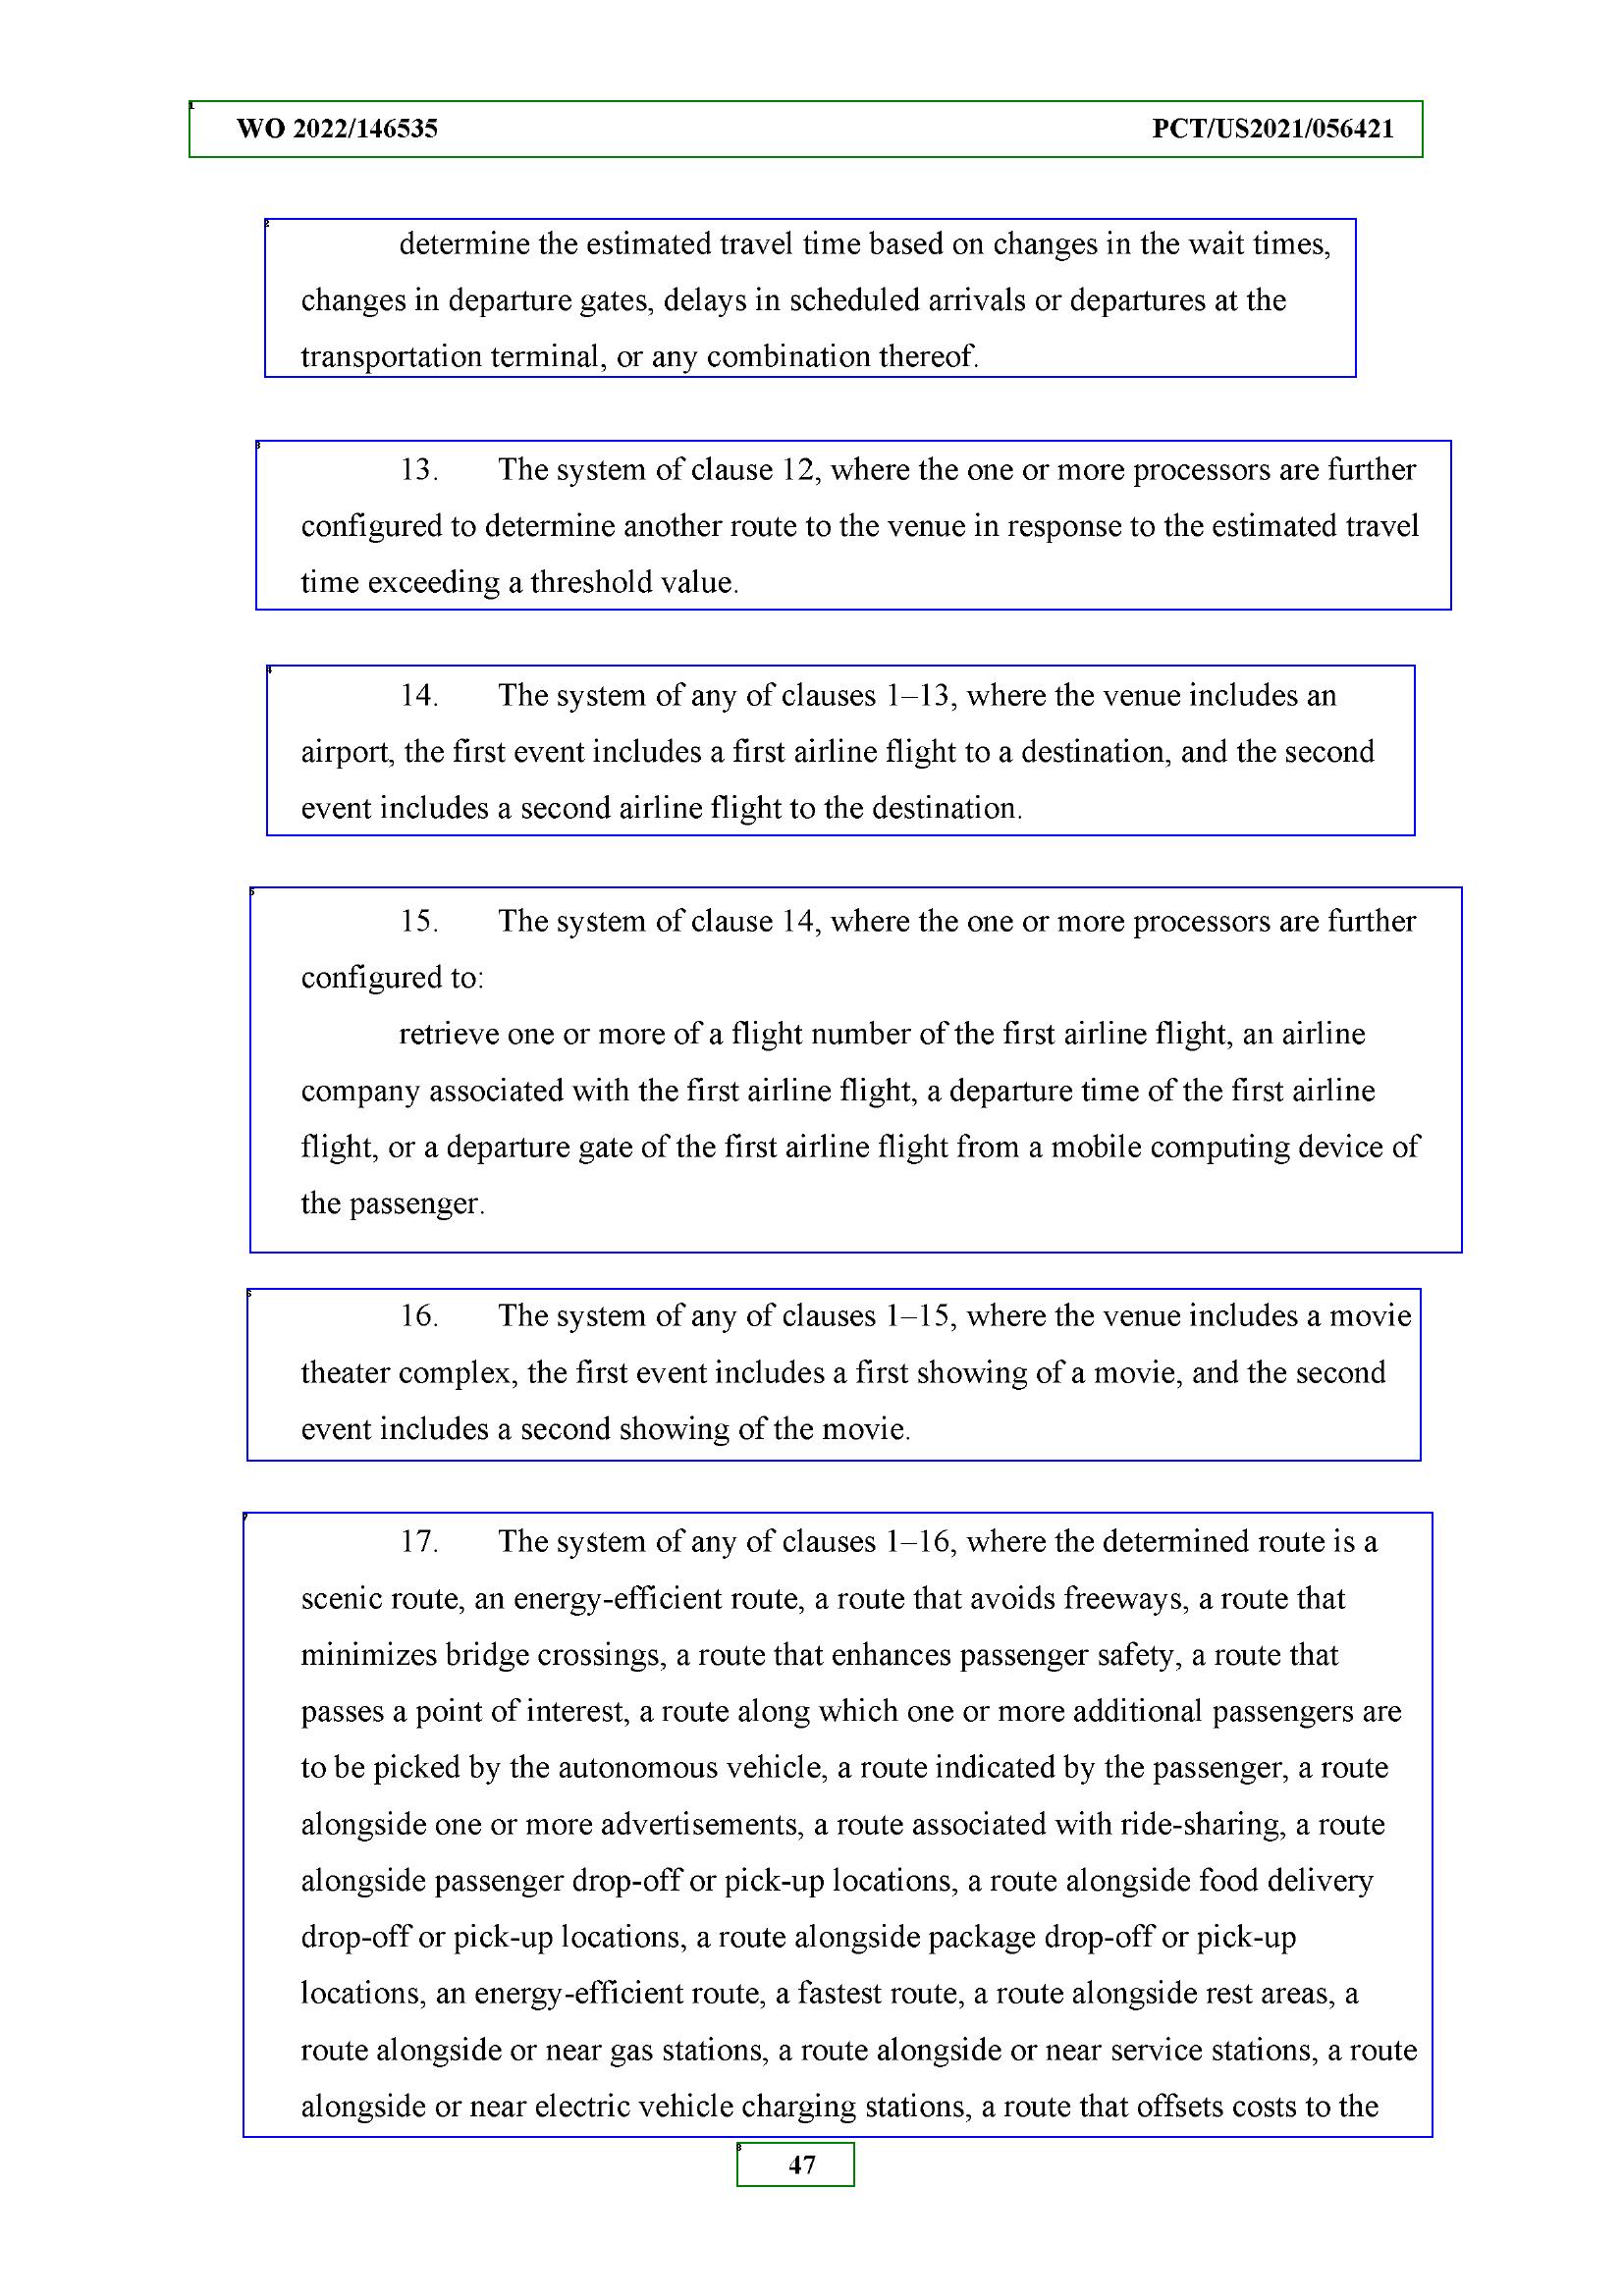 WO 2022/146535 PCT/US2021/056421
determine the estimated travel time based on changes in the wait times,
changes in departure gates, delays in scheduled arrivals or departures at the
transportation terminal, or any combination thereof.
13. The system of clause 12, where the one or more processors are further
configured to determine another route to the venue in response to the estimated travel
time exceeding a threshold value.
14. The system of any of clauses 1–13, where the venue includes an
airport, the first event includes a first airline flight to a destination, and the second
event includes a second airline flight to the destination.
15. The system of clause 14, where the one or more processors are further
configured to:
retrieve one or more of a flight number of the first airline flight, an airline
company associated with the first airline flight, a departure time of the first airline
flight, or a departure gate of the first airline flight from a mobile computing device of
the passenger.
16. The system of any of clauses 1–15, where the venue includes a movie
theater complex, the first event includes a first showing of a movie, and the second
event includes a second showing of the movie.
17. The system of any of clauses 1–16, where the determined route is a
scenic route, an energy-efficient route, a route that avoids freeways, a route that
minimizes bridge crossings, a route that enhances passenger safety, a route that
passes a point of interest, a route along which one or more additional passengers are
to be picked by the autonomous vehicle, a route indicated by the passenger, a route
alongside one or more advertisements, a route associated with ride-sharing, a route
alongside passenger drop-off or pick-up locations, a route alongside food delivery
drop-off or pick-up locations, a route alongside package drop-off or pick-up
locations, an energy-efficient route, a fastest route, a route alongside rest areas, a
route alongside or near gas stations, a route alongside or near service stations, a route
alongside or near electric vehicle charging stations, a route that offsets costs to the
47